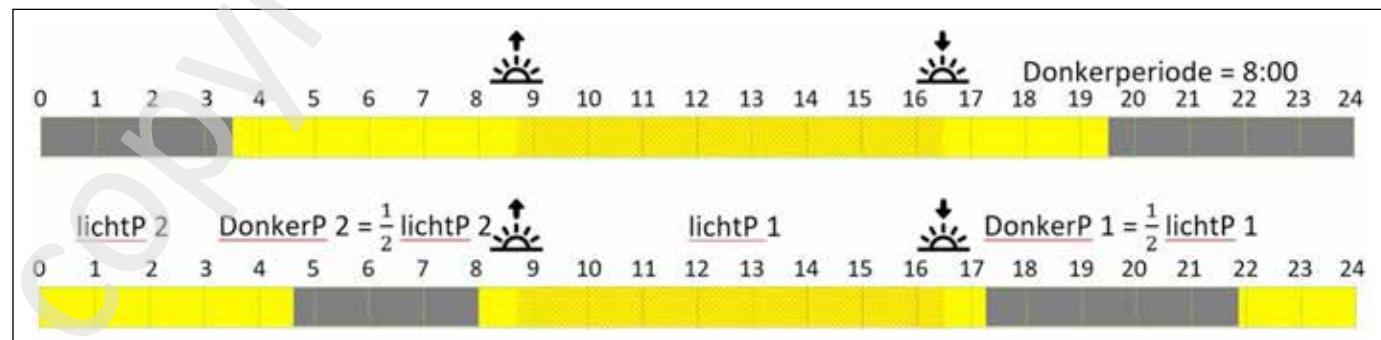 Donkerperiode = 8:00
0 1 2 3 4 5 6 7 8 9 10 11 12 13 14 15 16 17 18 19 20 21 22 23 24
lichtP 2 DonkerP 2 = 1/2 lichtP 2 lichtP 1 DonkerP 1 = 1/2 lichtP 1
0 1 2 3 4 5 6 7 8 9 10 11 12 13 14 15 16 17 18 19 20 21 22 23 24